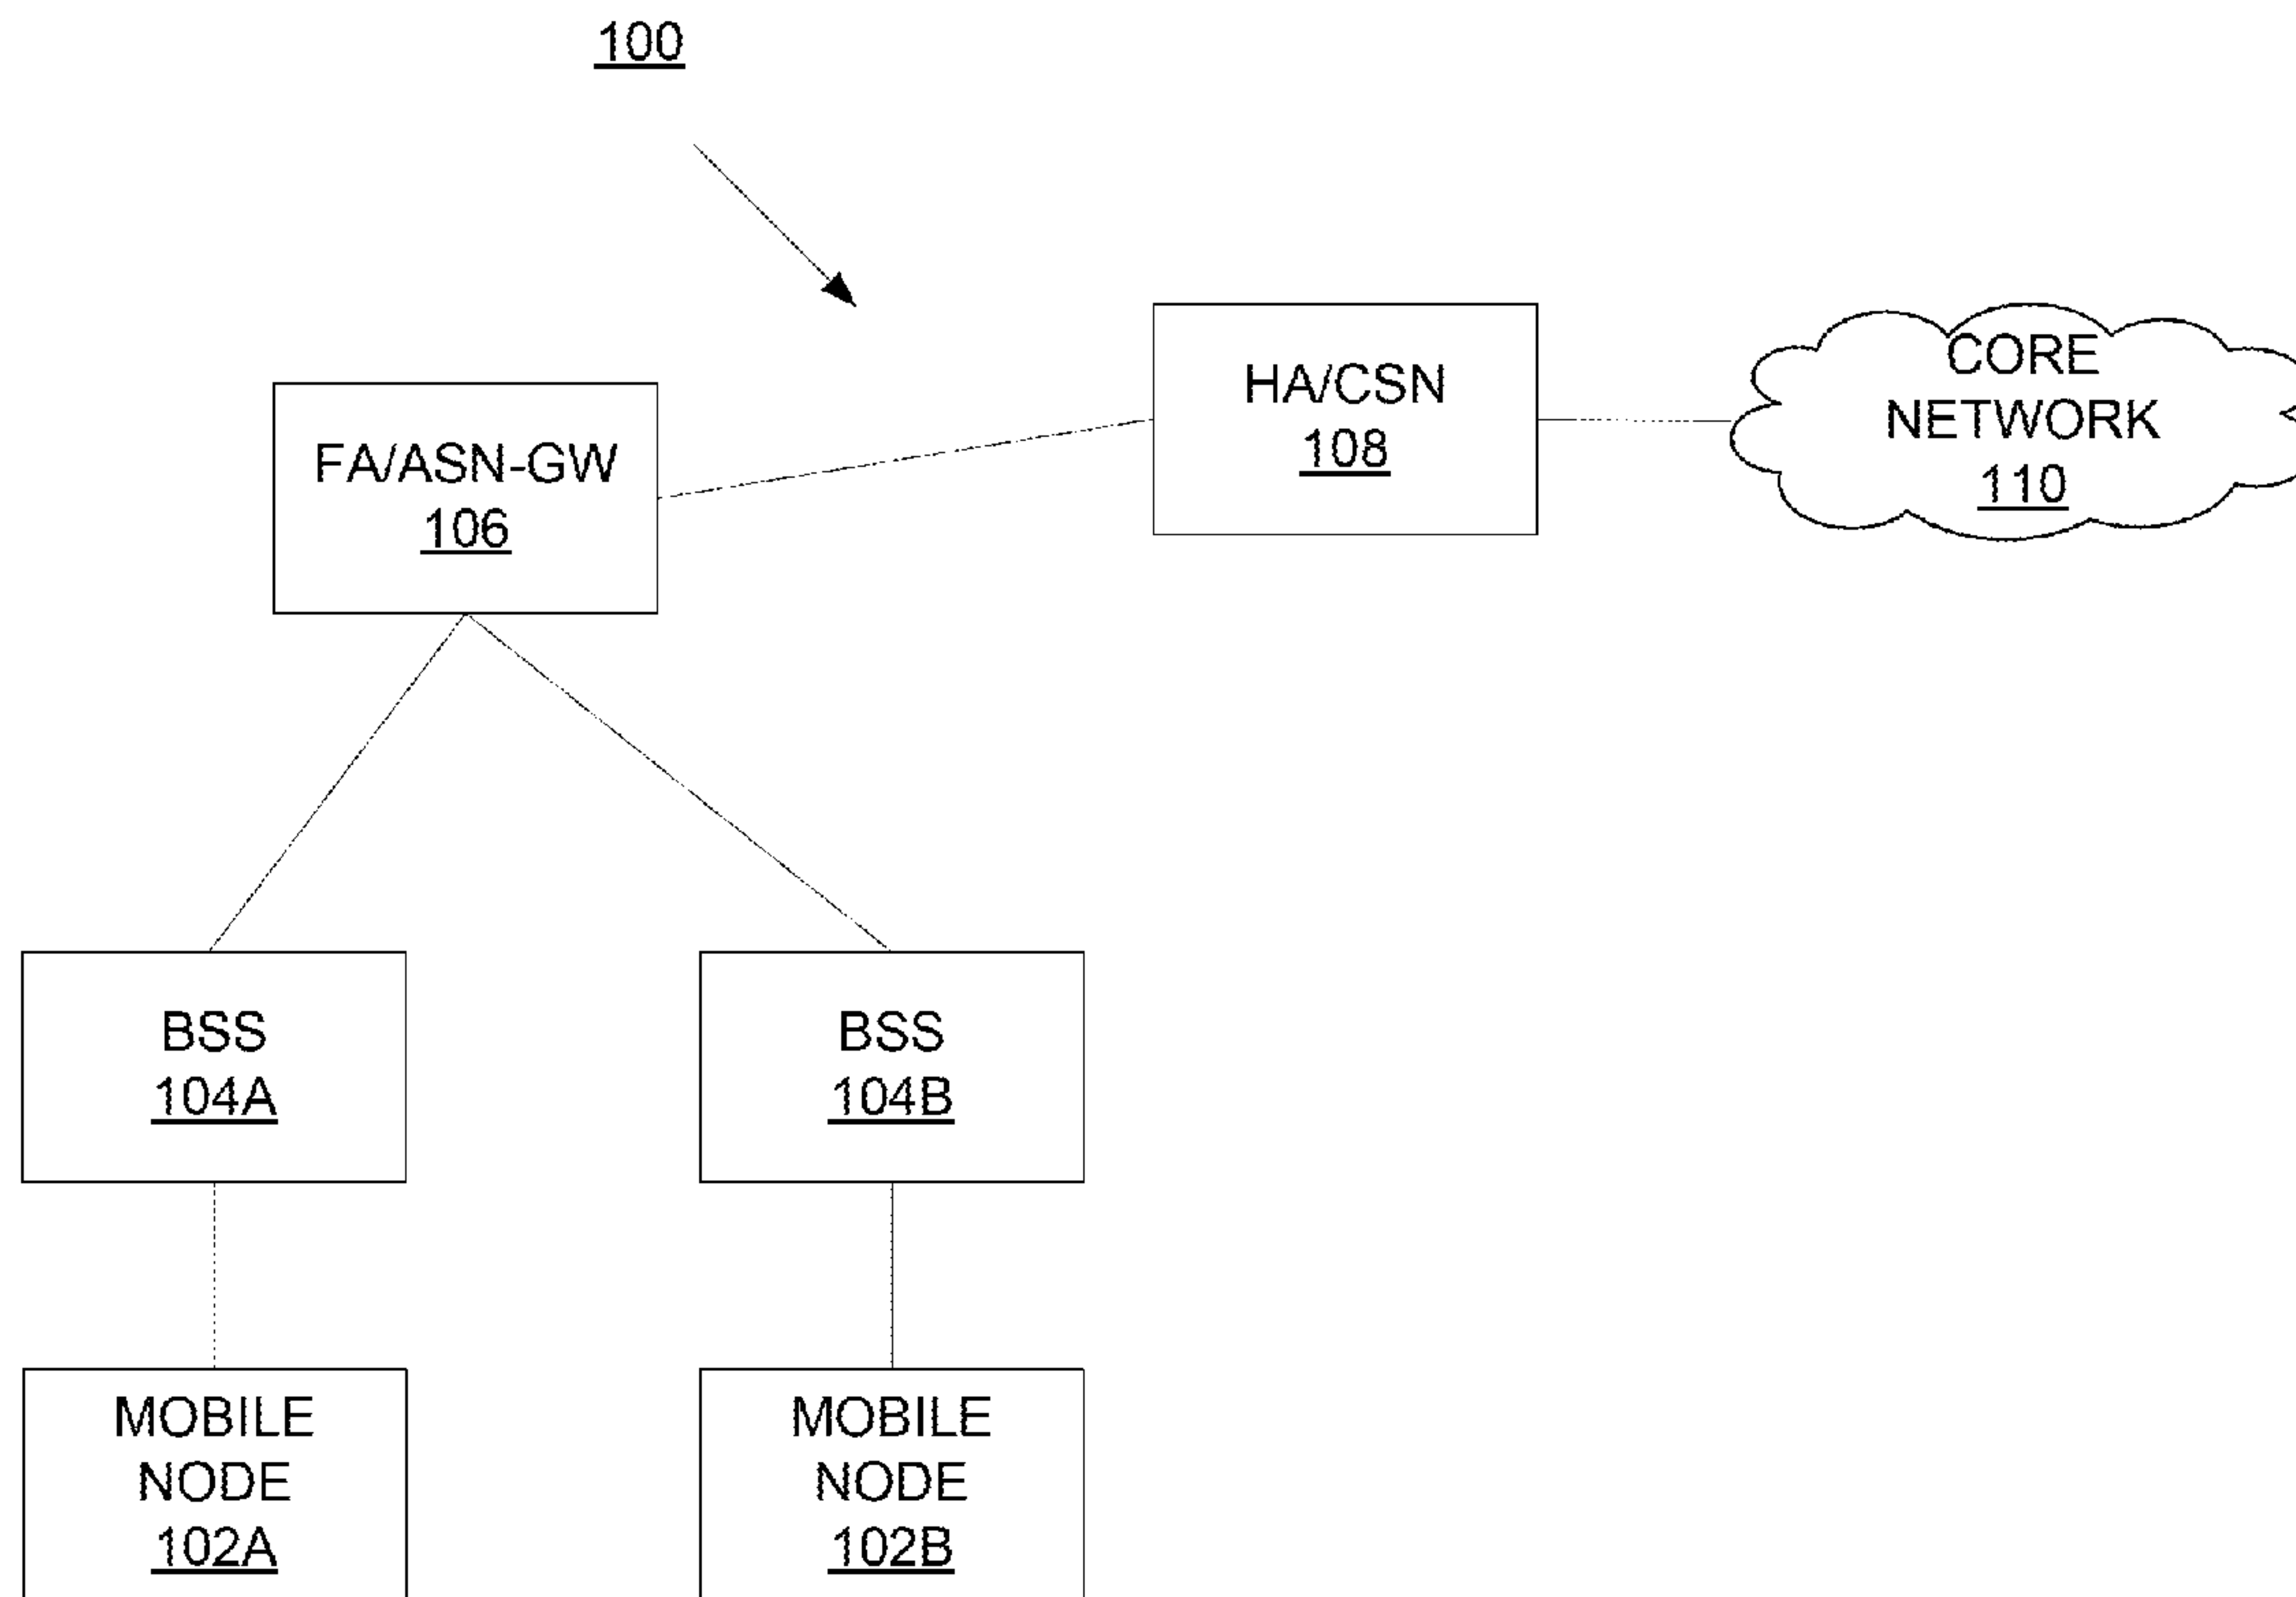 100
HA/CSN
108
CORE
NETWORK
110
FA/ASN-GW
106
BSS
104A
BSS
104B
MOBILE
NODE
102A
MOBILE
NODE
102B